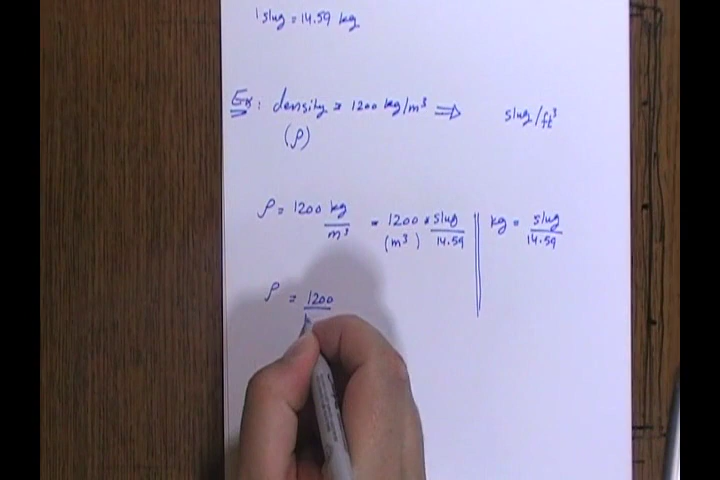 1 slug = 14.59 kg
Ex: density = 1200 kg/m³ ⇒ slug/ft³
(ρ)
ρ = 1200 kg/m³ = 1200 * slug/(m³) 14.59 || kg = slug/14.59
ρ = 1200